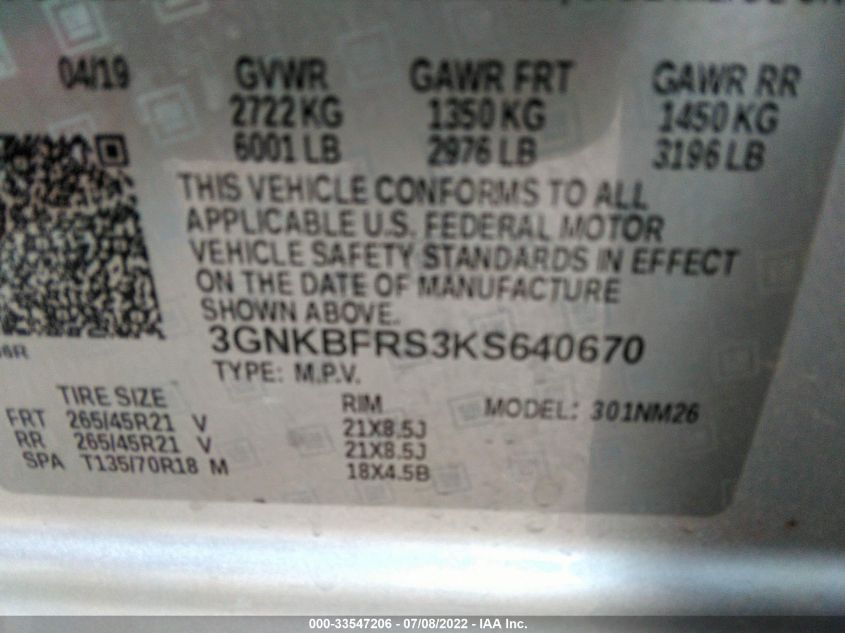 04/19 GVWR GAWR FRT GAWR RR
2722 KG 1350 KG 1450 KG
6001 LB 2976 LB 3196 LB
THIS VEHICLE CONFORMS TO ALL
APPLICABLE U.S. FEDERAL MOTOR
VEHICLE SAFETY STANDARDS IN EFFECT
ON THE DATE OF MANUFACTURE
SHOWN ABOVE.
3GNKBFRS3KS640670
TYPE: M.P.V.
TIRE SIZE RIM MODEL: 301NM26
FRT 265/45R21 V 21X8.5J
RR 265/45R21 V 21X8.5J
SPA T135/70R18 M 18X4.5B
000-33547206 - 07/08/2022 - IAA Inc.